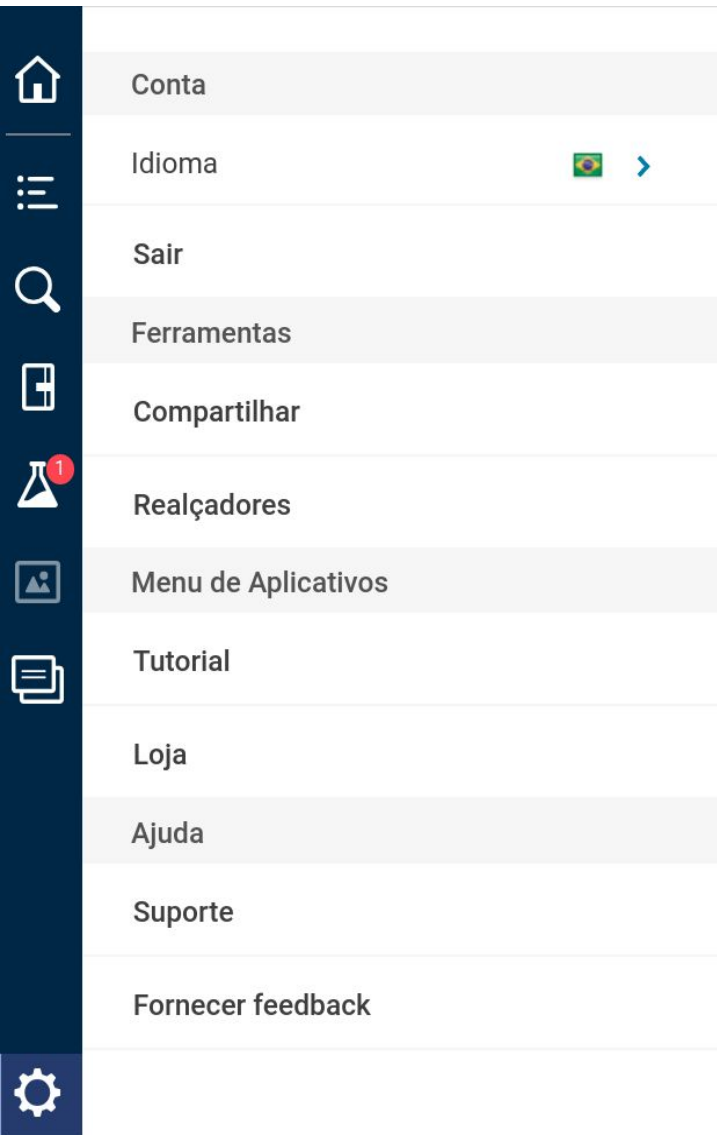 Conta
Idioma
Sair
Ferramentas
1
Compartilhar
Realçadores
Menu de Aplicativos
Tutorial
Loja
Ajuda
Suporte
Fornecer feedback